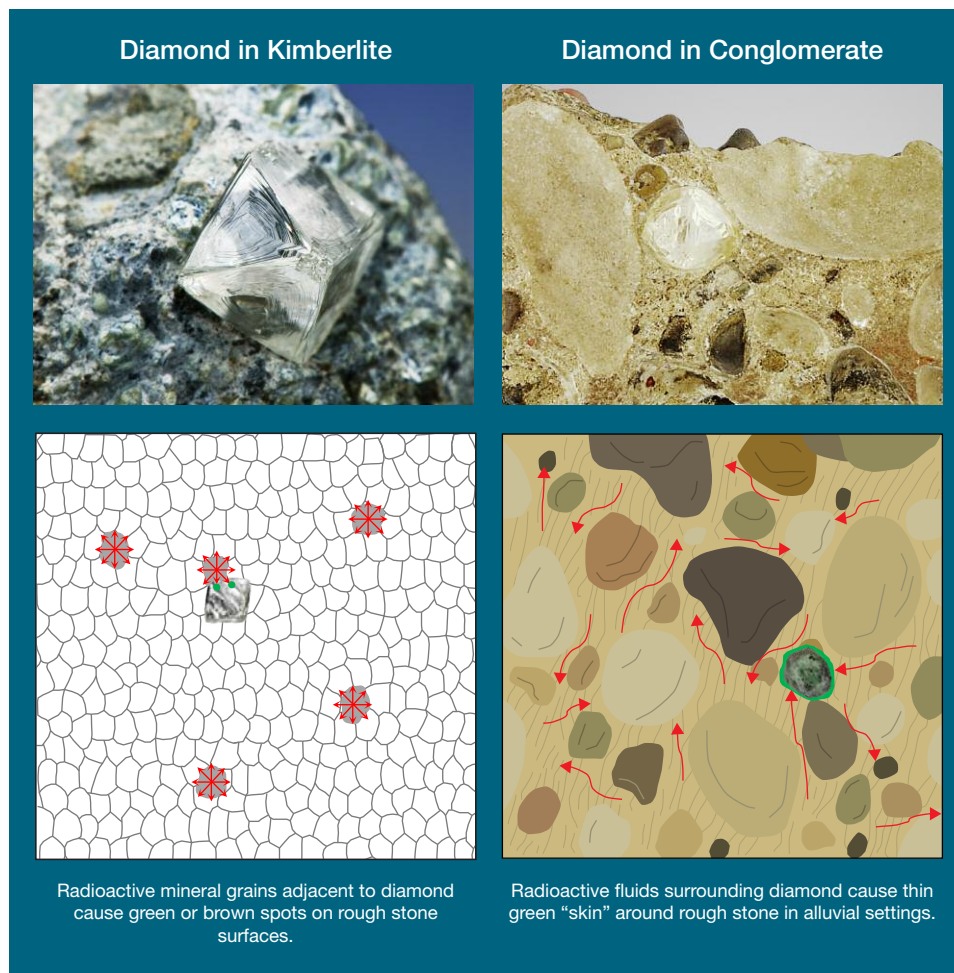 Diamond in Kimberlite
Diamond in Conglomerate
Radioactive mineral grains adjacent to diamond
cause green or brown spots on rough stone
surfaces.
Radioactive fluids surrounding diamond cause thin
green “skin” around rough stone in alluvial settings.